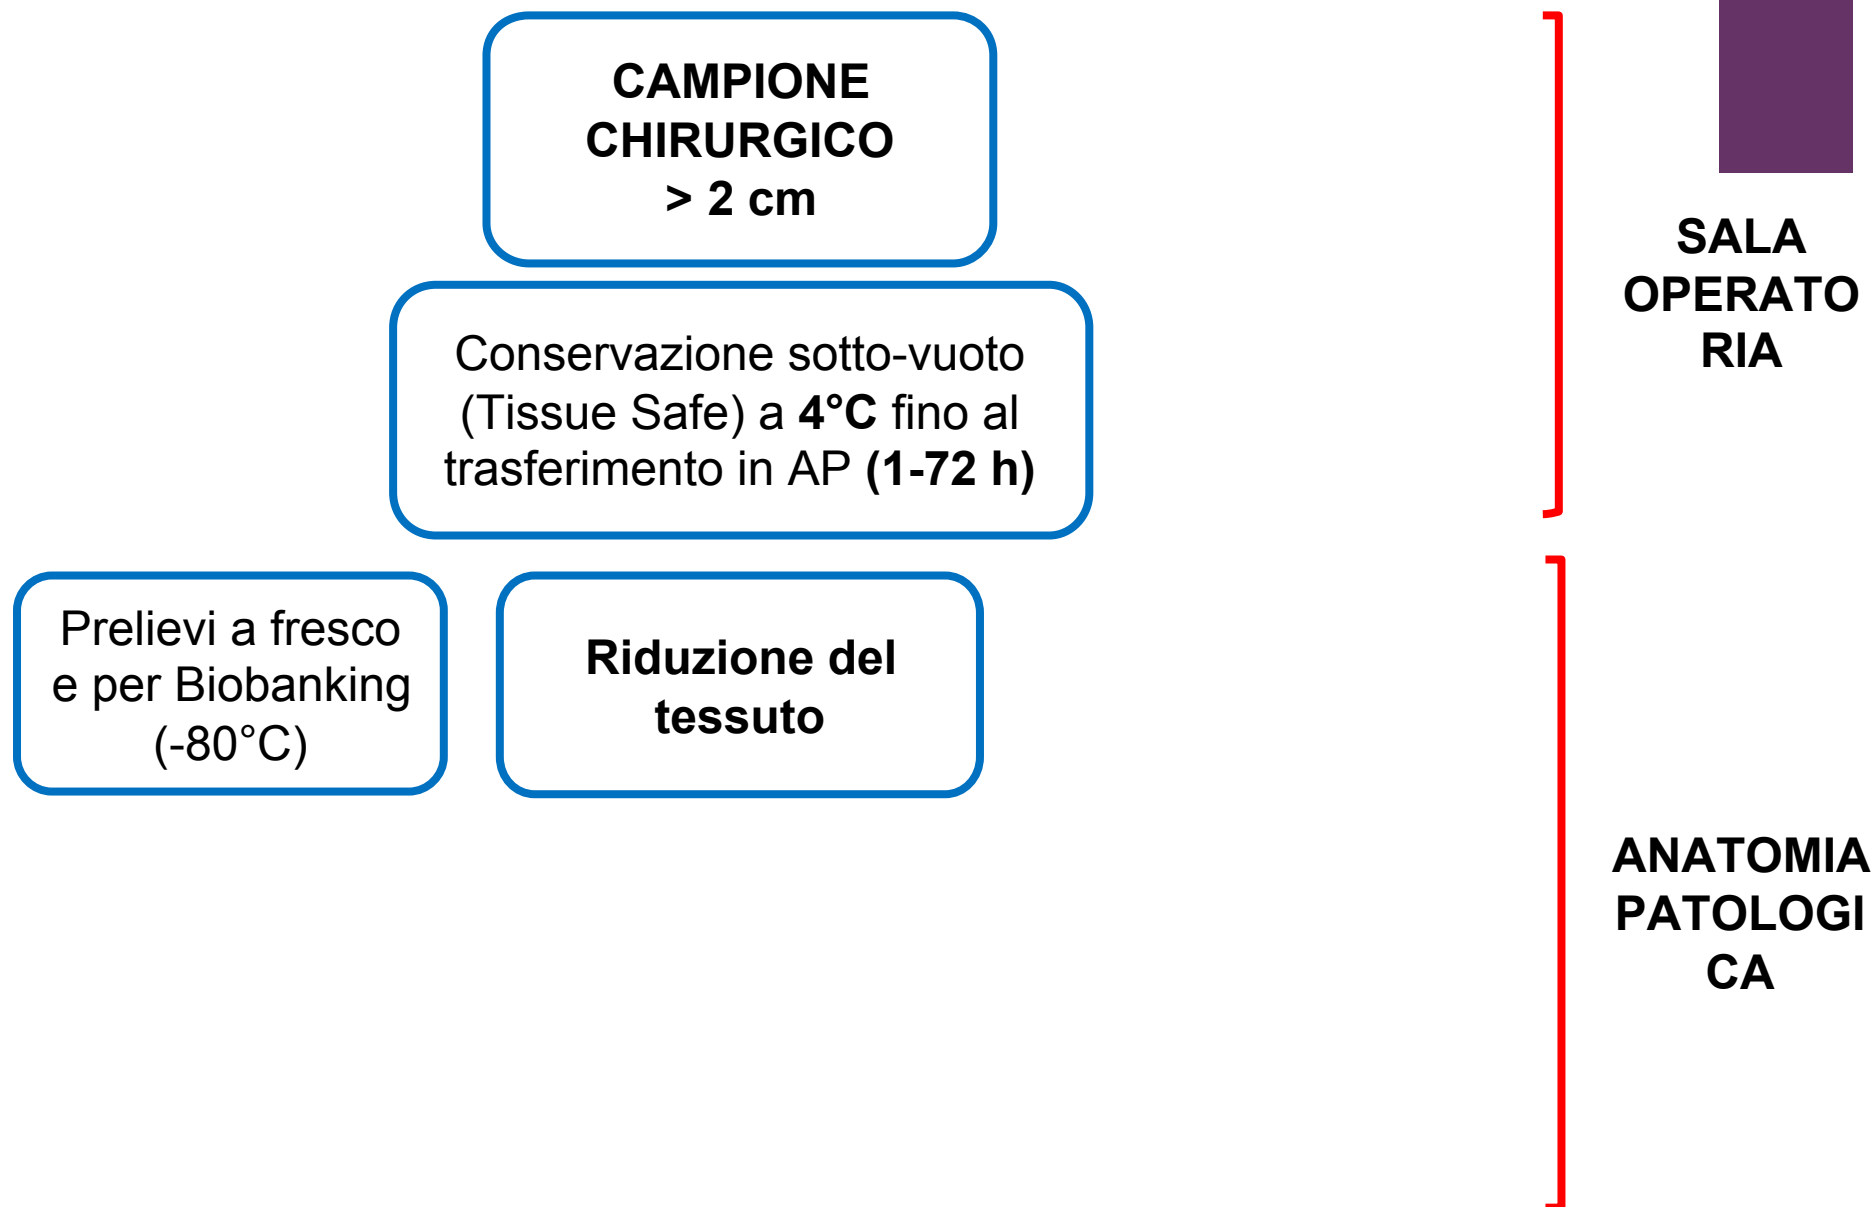 CAMPIONE
CHIRURGICO
> 2 cm
SALA
OPERATO
RIA
Conservazione sotto-vuoto
(Tissue Safe) a 4°C fino al
trasferimento in AP (1-72 h)
Prelievi a fresco
e per Biobanking
(-80°C)
Riduzione del
tessuto
ANATOMIA
PATOLOGI
CA